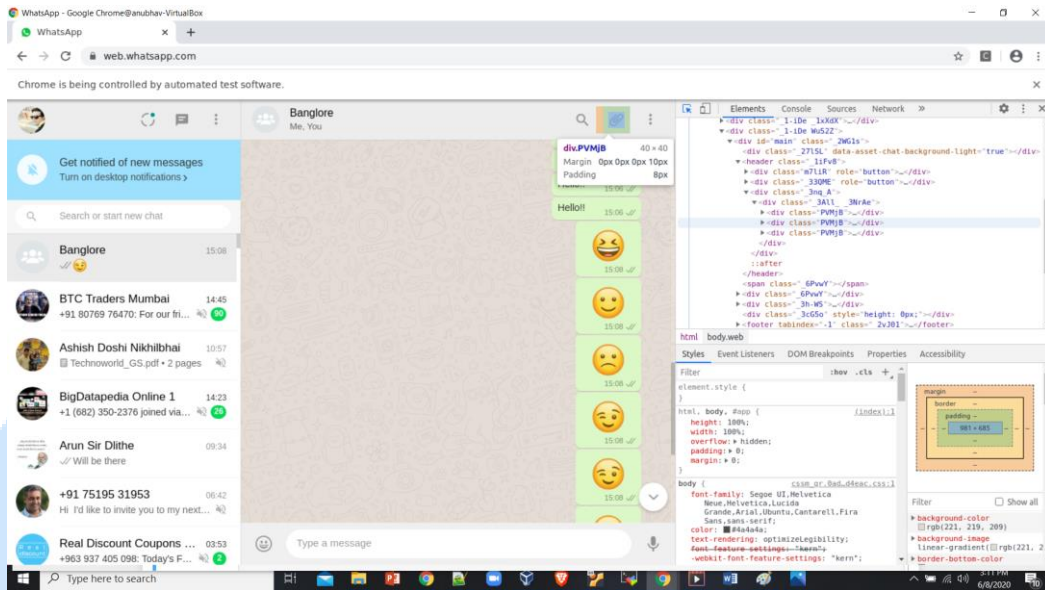 WhatsApp - Google Chrome@anubhav-VirtualBox
WhatsApp
web.whatsapp.com
Chrome is being controlled by automated test software.
Banglore
Me, You
Get notified of new messages
Turn on desktop notifications >
Search or start new chat
Banglore 15:08
BTC Traders Mumbai 14:45
+91 80769 76470: For our fri... 90
Ashish Doshi Nikhilbhai 10:57
Technoworld_GS.pdf • 2 pages
BigDatapedia Online 1 14:23
+1 (682) 350-2376 joined via... 26
Arun Sir Dlithe 09:34
Will be there
+91 75195 31953 06:42
Hi I'd like to invite you to my next...
Real Discount Coupons ... 03:53
+963 937 405 098: Today's F... 2
div.PVMjB 40 × 40
Margin 0px 0px 0px 10px
Padding 8px
15:06
Hello!! 15:06
15:08
15:08
15:08
15:08
15:08
Type a message
Elements Console Sources Network »
<div class="_1-iDe _1xXdX">…</div>
<div class="_1-iDe Wu52Z">
<div id="main" class="_2WG1s">
<div class="_27lSL" data-asset-chat-background-light="true"></div>
<header class="_1iFv8">
<div class="m7liR" role="button">…</div>
<div class="_33QME" role="button">…</div>
<div class="_3nq_A">
<div class="_3All_ _3NrAe">
<div class="PVMjB">…</div>
<div class="PVMjB">…</div>
<div class="PVMjB">…</div>
</div>
</div>
::after
</header>
<span class="_6PvwY"></span>
<div class="_6PvwY">…</div>
<div class="_3h-WS">…</div>
<div class="_3cG5o" style="height: 0px;"></div>
<footer tabindex="-1" class="_2vJ01">…</footer>
html body.web
Styles Event Listeners DOM Breakpoints Properties Accessibility
Filter :hov .cls +
element.style {
}
html, body, #app { (index):1
height: 100%;
width: 100%;
overflow: hidden;
padding: 0;
margin: 0;
}
body { cssm_qr.0ad…d4eac.css:1
font-family: Segoe UI,Helvetica
Neue,Helvetica,Lucida
Grande,Arial,Ubuntu,Cantarell,Fira
Sans,sans-serif;
color: #4a4a4a;
text-rendering: optimizeLegibility;
font-feature-settings: "kern";
-webkit-font-feature-settings: "kern";
margin –
border –
padding –
981 × 685
Filter Show all
background-color
rgb(221, 219, 209)
background-image
linear-gradient( rgb(221, 2
border-bottom-color
Type here to search
3:11 PM
6/8/2020